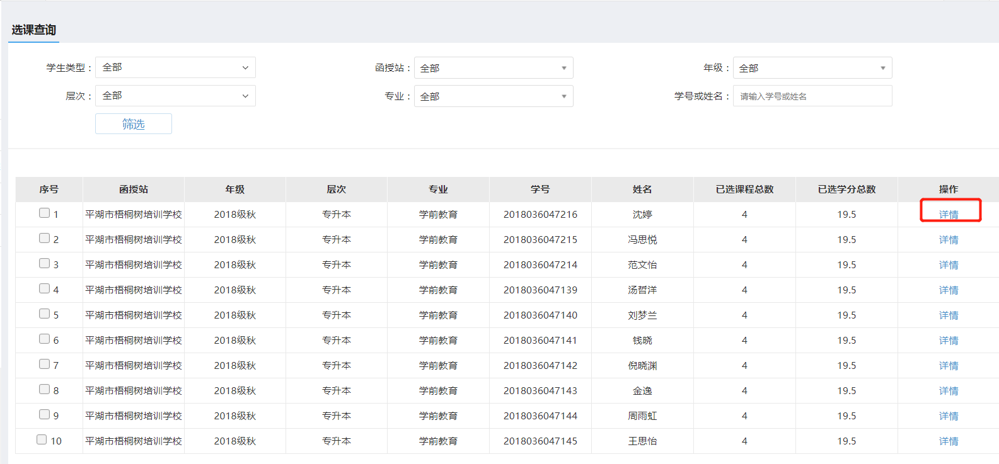 选课查询
学生类型： 全部 函授站： 全部 年级： 全部
层次： 全部 专业： 全部 学号或姓名： 请输入学号或姓名
筛选
序号 函授站 年级 层次 专业 学号 姓名 已选课程总数 已选学分总数 操作
1 平湖市梧桐树培训学校 2018级秋 专升本 学前教育 2018036047216 沈婷 4 19.5 详情
2 平湖市梧桐树培训学校 2018级秋 专升本 学前教育 2018036047215 冯思悦 4 19.5 详情
3 平湖市梧桐树培训学校 2018级秋 专升本 学前教育 2018036047214 范文怡 4 19.5 详情
4 平湖市梧桐树培训学校 2018级秋 专升本 学前教育 2018036047139 汤哲洋 4 19.5 详情
5 平湖市梧桐树培训学校 2018级秋 专升本 学前教育 2018036047140 刘梦兰 4 19.5 详情
6 平湖市梧桐树培训学校 2018级秋 专升本 学前教育 2018036047141 钱晓 4 19.5 详情
7 平湖市梧桐树培训学校 2018级秋 专升本 学前教育 2018036047142 倪晓渊 4 19.5 详情
8 平湖市梧桐树培训学校 2018级秋 专升本 学前教育 2018036047143 金逸 4 19.5 详情
9 平湖市梧桐树培训学校 2018级秋 专升本 学前教育 2018036047144 周雨虹 4 19.5 详情
10 平湖市梧桐树培训学校 2018级秋 专升本 学前教育 2018036047145 王思怡 4 19.5 详情